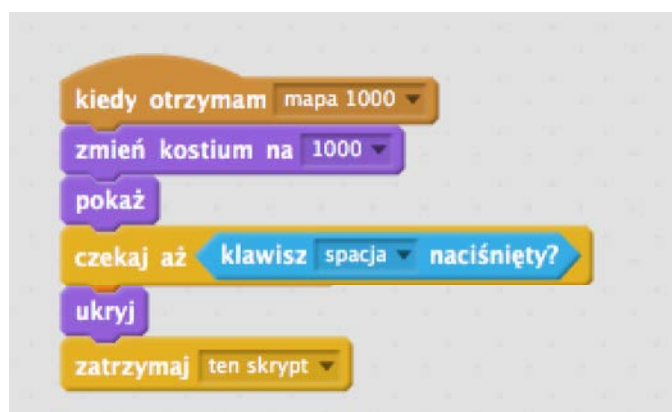 kiedy otrzymam mapa 1000
zmień kostium na 1000
pokaż
czekaj aż klawisz spacja naciśnięty?
ukryj
zatrzymaj ten skrypt